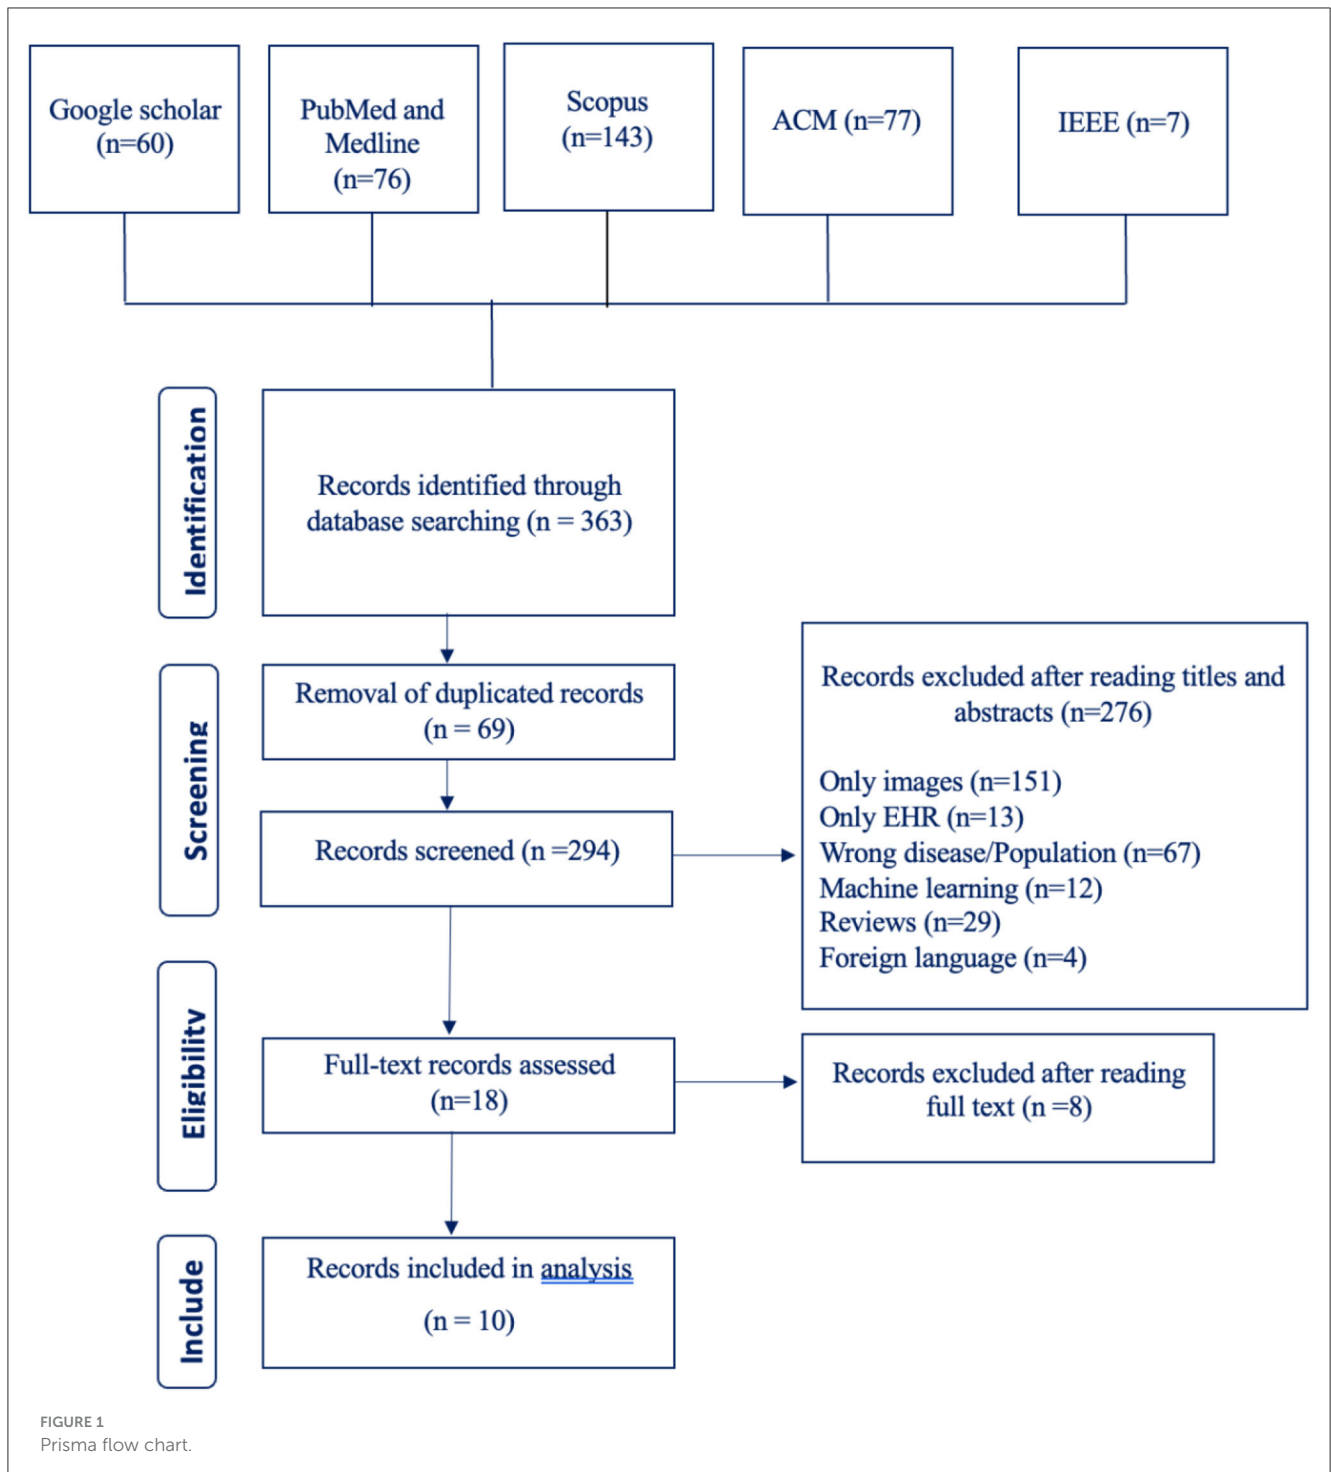 Google scholar
(n=60)
PubMed and
Medline
(n=76)
Scopus
(n=143)
ACM (n=77)
IEEE (n=7)
Identification
Records identified through
database searching (n = 363)
Screening
Removal of duplicated records
(n = 69)
Records screened (n =294)
Records excluded after reading titles and
abstracts (n=276)
Only images (n=151)
Only EHR (n=13)
Wrong disease/Population (n=67)
Machine learning (n=12)
Reviews (n=29)
Foreign language (n=4)
Eligibility
Full-text records assessed
(n=18)
Records excluded after reading
full text (n =8)
Include
Records included in analysis
(n = 10)
FIGURE 1
Prisma flow chart.